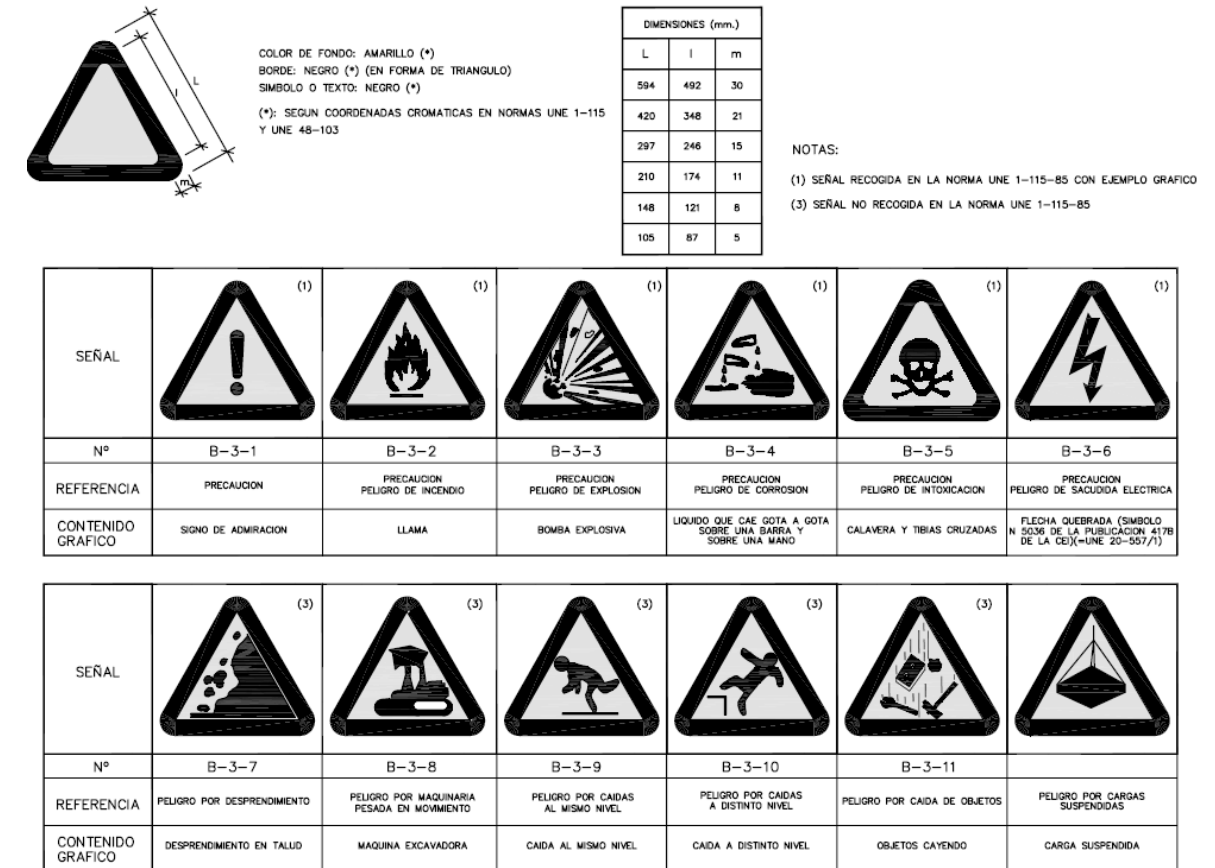 COLOR DE FONDO: AMARILLO (*)
BORDE: NEGRO (*) (EN FORMA DE TRIANGULO)
SIMBOLO O TEXTO: NEGRO (*)
(*): SEGUN COORDENADAS CROMATICAS EN NORMAS UNE 1-115
Y UNE 48-103
L
l
m
DIMENSIONES (mm.)
L l m
594 492 30
420 348 21
297 246 15
210 174 11
148 121 8
105 87 5
NOTAS:
(1) SEÑAL RECOGIDA EN LA NORMA UNE 1-115-85 CON EJEMPLO GRAFICO
(3) SEÑAL NO RECOGIDA EN LA NORMA UNE 1-115-85
SEÑAL (1) (1) (1) (1) (1) (1)
Nº B-3-1 B-3-2 B-3-3 B-3-4 B-3-5 B-3-6
REFERENCIA
PRECAUCION
PRECAUCION
PELIGRO DE INCENDIO
PRECAUCION
PELIGRO DE EXPLOSION
PRECAUCION
PELIGRO DE CORROSION
PRECAUCION
PELIGRO DE INTOXICACION
PRECAUCION
PELIGRO DE SACUDIDA ELECTRICA
CONTENIDO
GRAFICO
SIGNO DE ADMIRACION
LLAMA
BOMBA EXPLOSIVA
LIQUIDO QUE CAE GOTA A GOTA
SOBRE UNA BARRA Y
SOBRE UNA MANO
CALAVERA Y TIBIAS CRUZADAS
FLECHA QUEBRADA (SIMBOLO
N 5036 DE LA PUBLICACION 417B
DE LA CEI)(=UNE 20-557/1)
SEÑAL (3) (3) (3) (3) (3)
Nº B-3-7 B-3-8 B-3-9 B-3-10 B-3-11
REFERENCIA
PELIGRO POR DESPRENDIMIENTO
PELIGRO POR MAQUINARIA
PESADA EN MOVIMIENTO
PELIGRO POR CAIDAS
AL MISMO NIVEL
PELIGRO POR CAIDAS
A DISTINTO NIVEL
PELIGRO POR CAIDA DE OBJETOS
PELIGRO POR CARGAS
SUSPENDIDAS
CONTENIDO
GRAFICO
DESPRENDIMIENTO EN TALUD
MAQUINA EXCAVADORA
CAIDA AL MISMO NIVEL
CAIDA A DISTINTO NIVEL
OBJETOS CAYENDO
CARGA SUSPENDIDA